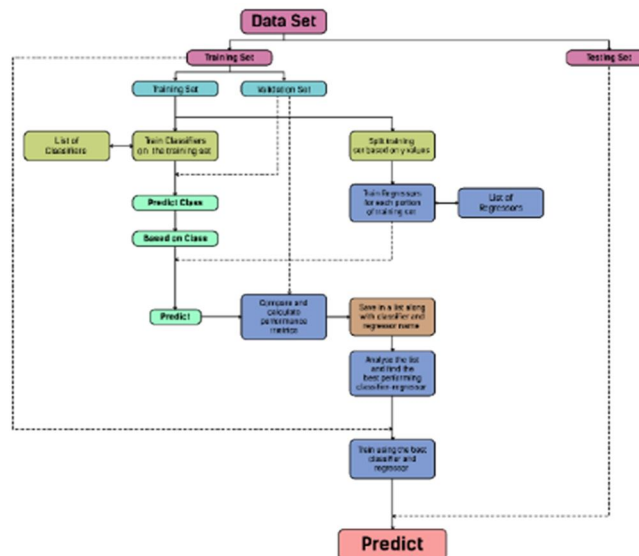 Data Set
Training Set
Testing Set
Training Set
Validation Set
List of
Classifiers
Train Classifiers
on the training set
Split training
set based on y values
Predict Class
Train Regressors
for each portion
of training set
List of
Regressors
Based on Class
Predict
Compare and
calculate
performance
metrics
Save in a list along
with classifier and
regressor name
Analyse the list
and find the
best performing
classifier-regressor
Train using the best
classifier and
regressor
Predict